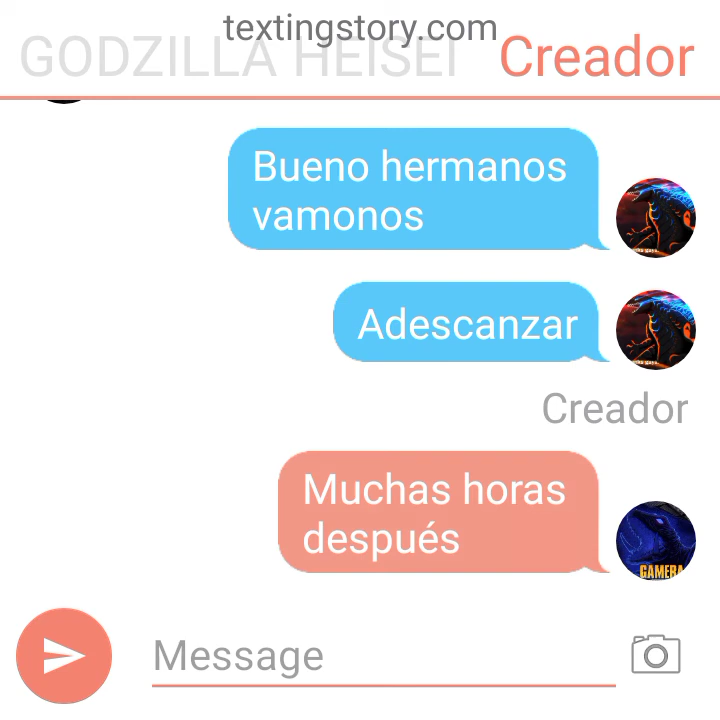 textingstory.com
GODZILLA HEISEI Creador
Bueno hermanos
vamonos
Adescanzar
Creador
Muchas horas
después
GAMERA
Message